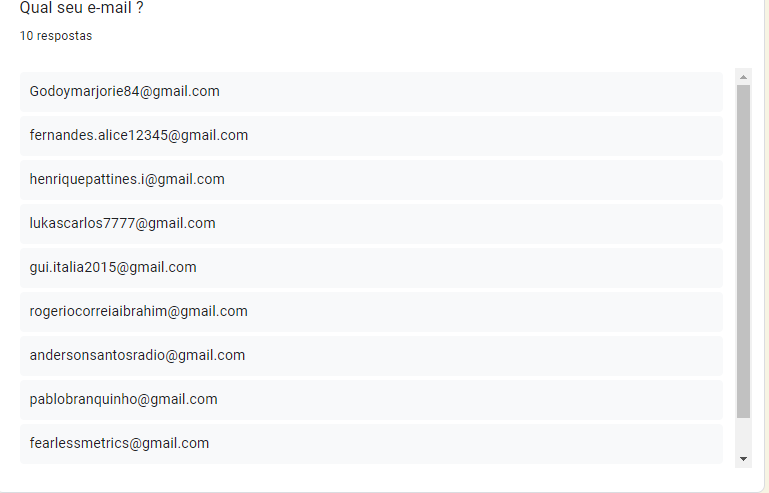 Qual seu e-mail ?
10 respostas
Godoymarjorie84@gmail.com
fernandes.alice12345@gmail.com
henriquepattines.i@gmail.com
lukascarlos7777@gmail.com
gui.italia2015@gmail.com
rogeriocorreiaibrahim@gmail.com
andersonsantosradio@gmail.com
pablobranquinho@gmail.com
fearlessmetrics@gmail.com